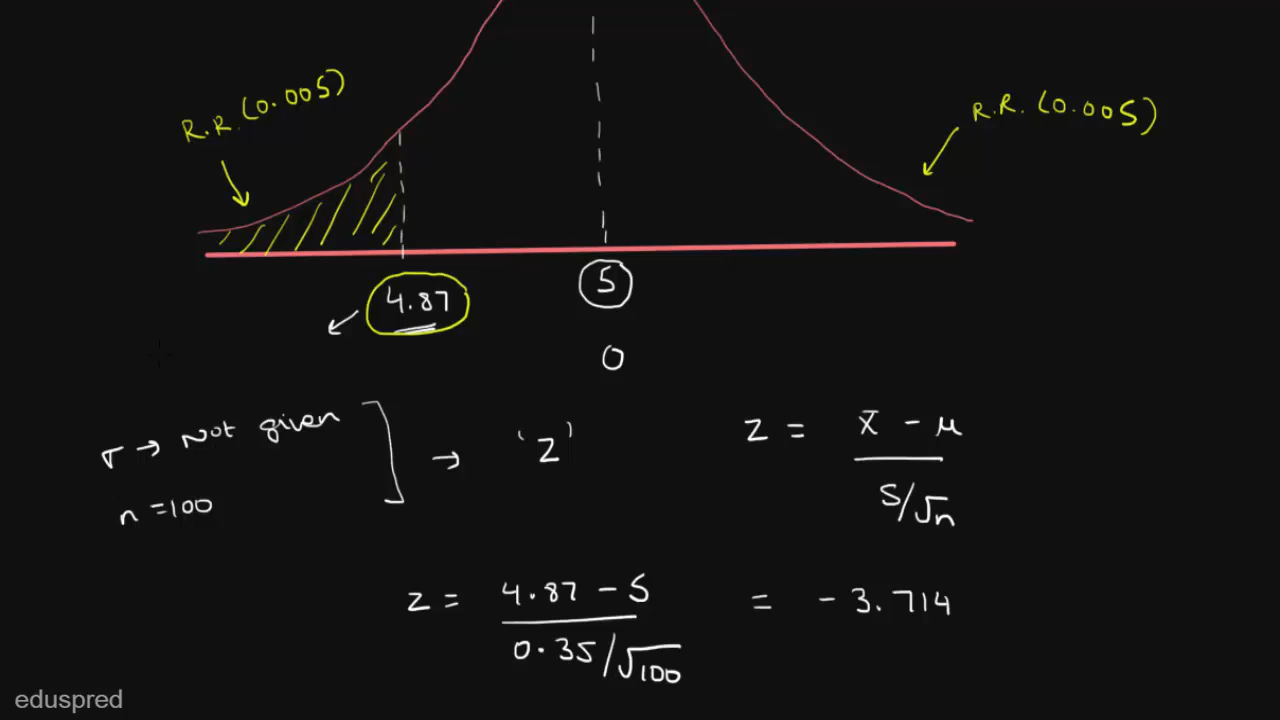 R.R. (0.005)
R.R. (0.005)
4.87
5
0
σ → Not given
n = 100
→ 'Z'
z = x̄ - μ
s/√n
z = 4.87 - 5
0.35/√100
= - 3.714
eduspred